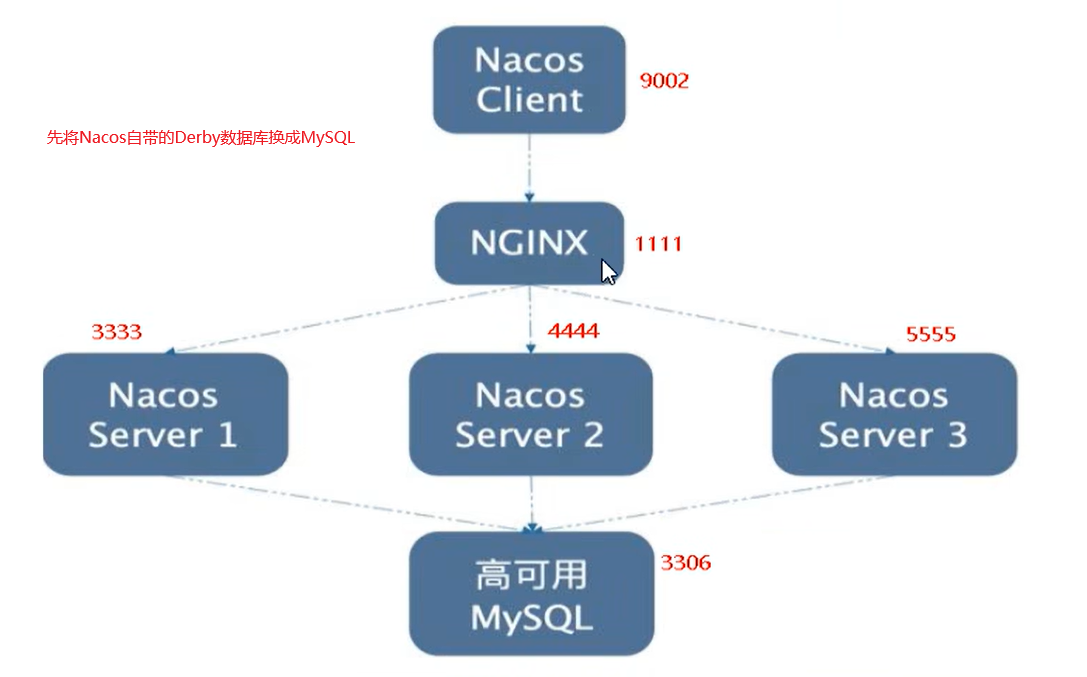 Nacos
Client
9002
先将Nacos自带的Derby数据库换成MySQL
NGINX
1111
3333
4444
5555
Nacos
Server 1
Nacos
Server 2
Nacos
Server 3
高可用
MySQL
3306